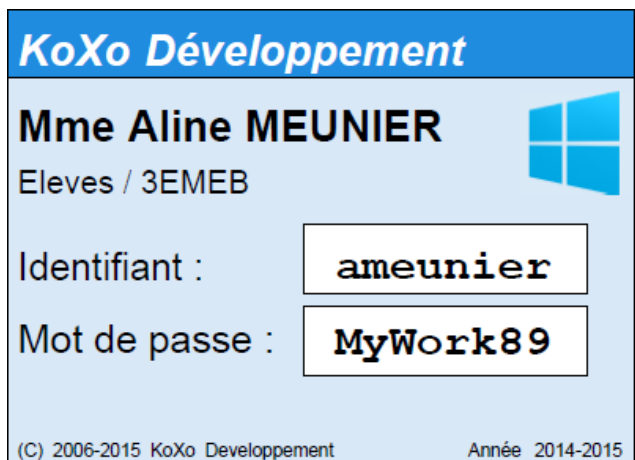 KoXo Développement
Mme Aline MEUNIER
Eleves / 3EMEB
Identifiant : ameunier
Mot de passe : MyWork89
(C) 2006-2015 KoXo Developpement Année 2014-2015